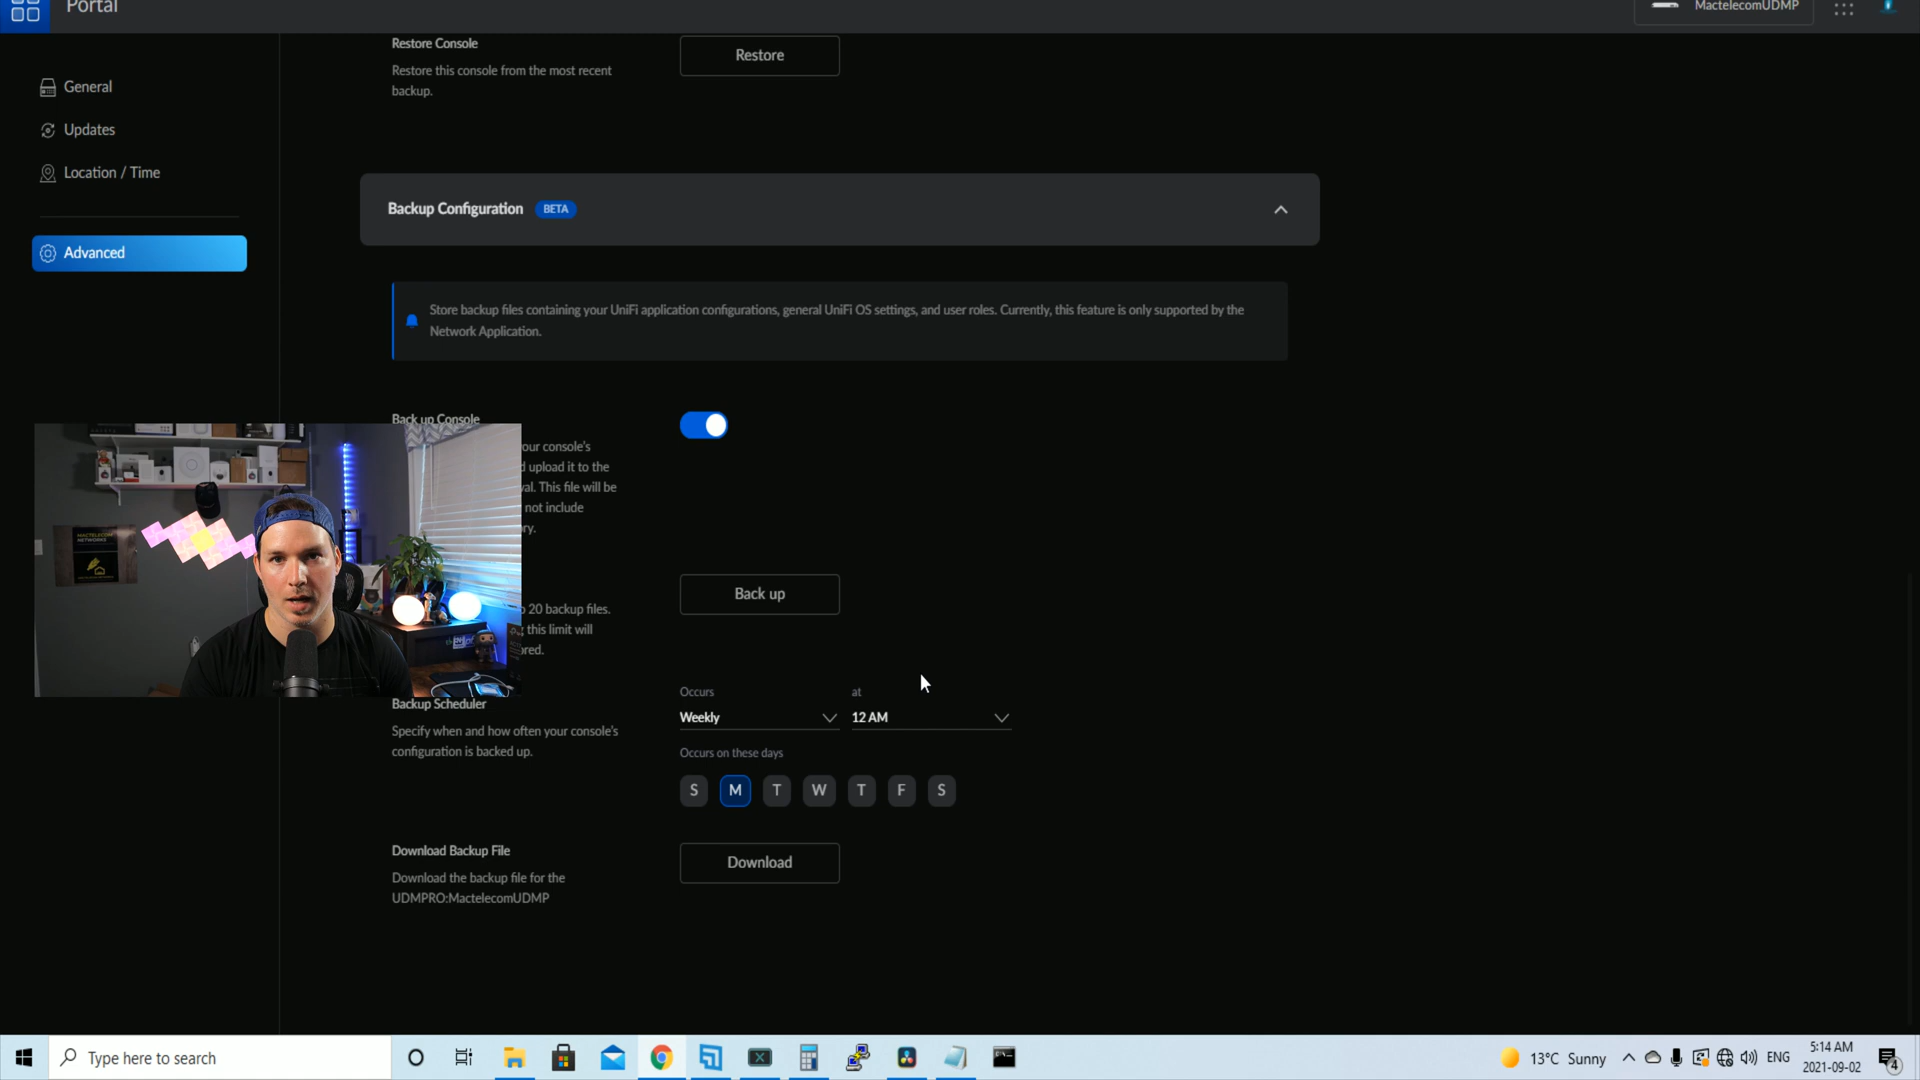 Portal
MactelecomUDMP
General
Updates
Location / Time
Advanced
Restore Console
Restore this console from the most recent
backup.
Restore
Backup Configuration BETA
Store backup files containing your UniFi application configurations, general UniFi OS settings, and user roles. Currently, this feature is only supported by the
Network Application.
Back up Console
our console's
d upload it to the
val. This file will be
not include
ry.
o 20 backup files.
this limit will
ored.
Back up
Backup Scheduler
Specify when and how often your console's
configuration is backed up.
Occurs at
Weekly 12 AM
Occurs on these days
S M T W T F S
Download Backup File
Download the backup file for the
UDMPRO:MactelecomUDMP
Download
MACTELECOM
NETWORKS
Type here to search
13°C Sunny
ENG
5:14 AM
2021-09-02
4